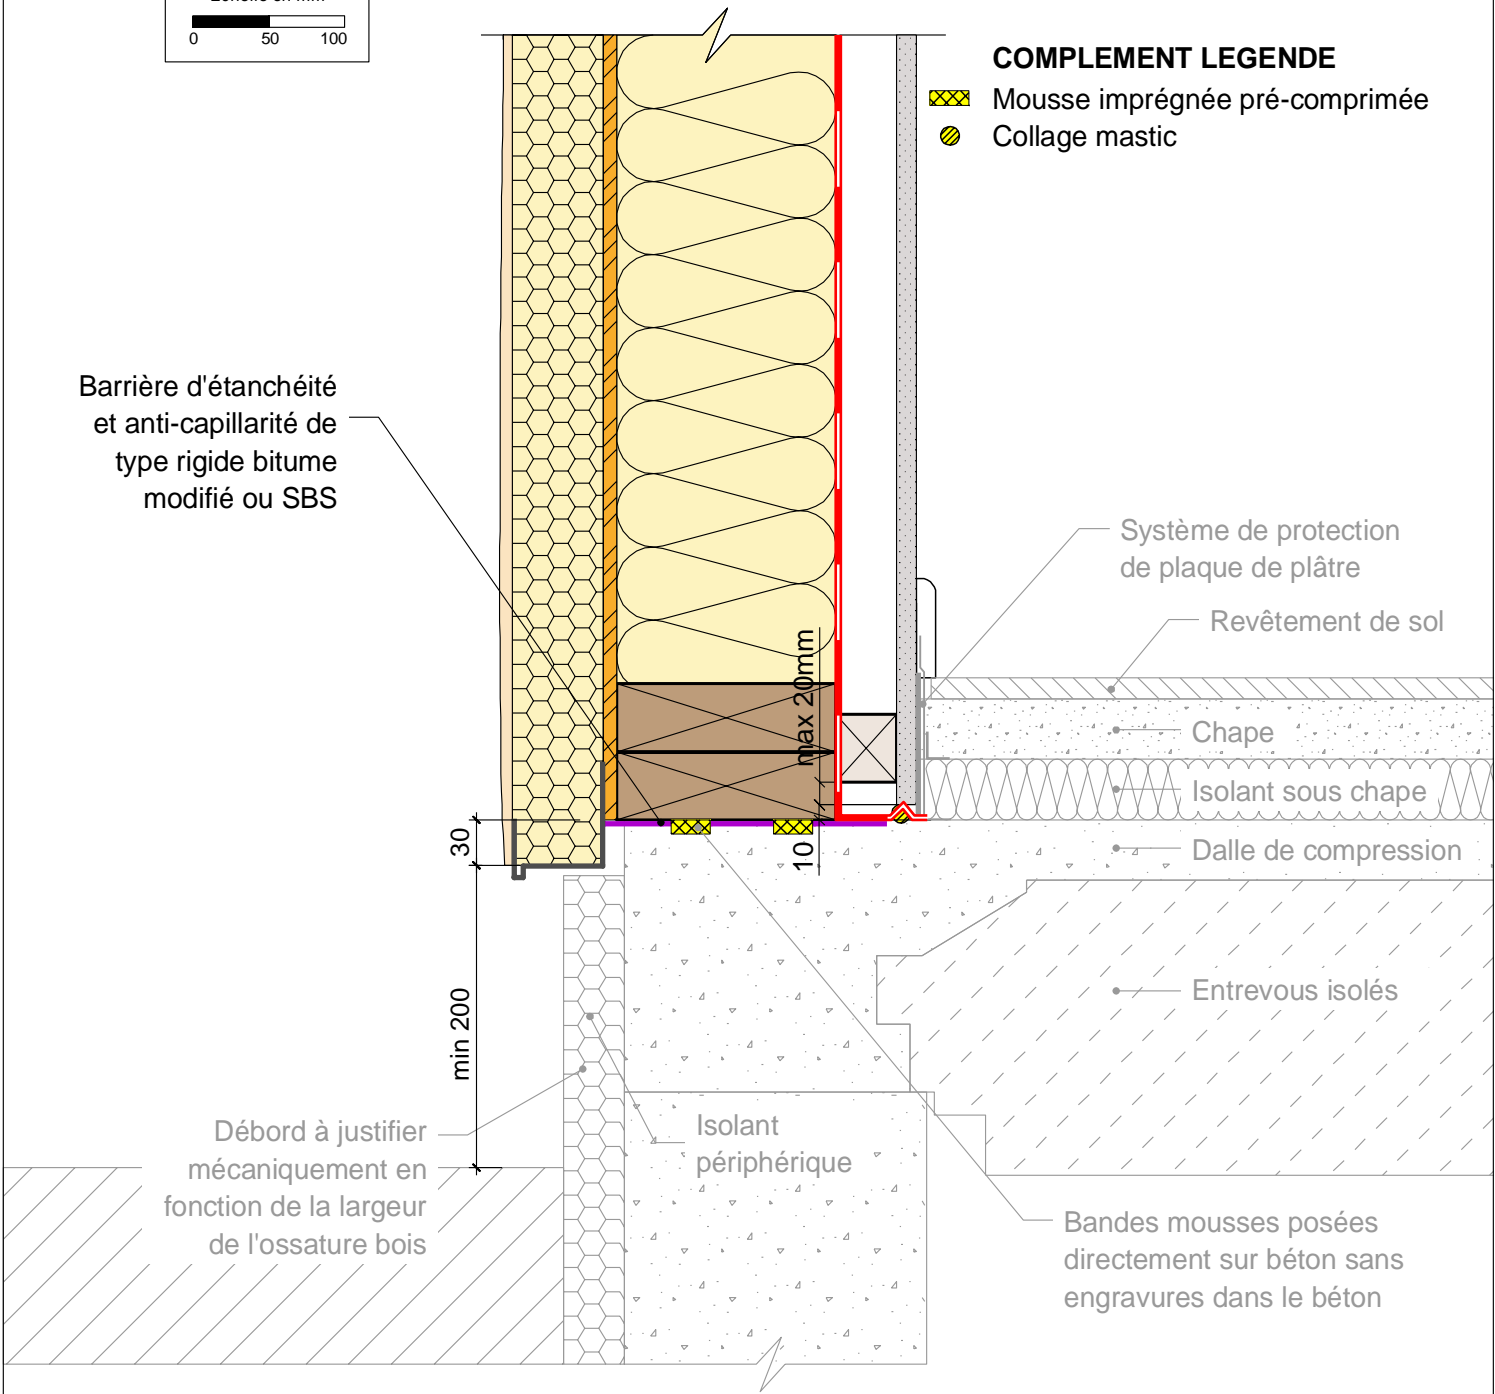 Echelle en mm
0 50 100
COMPLEMENT LEGENDE
Mousse imprégnée pré-comprimée
Collage mastic
Barrière d'étanchéité
et anti-capillarité de
type rigide bitume
modifié ou SBS
Système de protection
de plaque de plâtre
Revêtement de sol
max 20mm
Chape
Isolant sous chape
30
10
Dalle de compression
min 200
Entrevous isolés
Débord à justifier
mécaniquement en
fonction de la largeur
de l'ossature bois
Isolant
périphérique
Bandes mousses posées
directement sur béton sans
engravures dans le béton